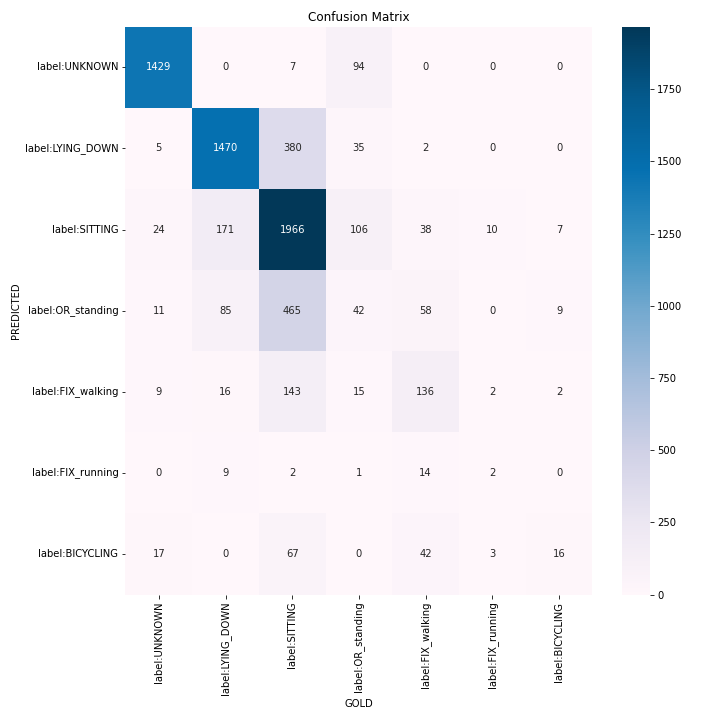 Confusion Matrix
label:UNKNOWN 1429 0 7 94 0 0 0
label:LYING_DOWN 5 1470 380 35 2 0 0
label:SITTING 24 171 1966 106 38 10 7
label:OR_standing 11 85 465 42 58 0 9
label:FIX_walking 9 16 143 15 136 2 2
label:FIX_running 0 9 2 1 14 2 0
label:BICYCLING 17 0 67 0 42 3 16
PREDICTED
label:UNKNOWN
label:LYING_DOWN
label:SITTING
label:OR_standing
label:FIX_walking
label:FIX_running
label:BICYCLING
GOLD
1750
1500
1250
1000
750
500
250
0